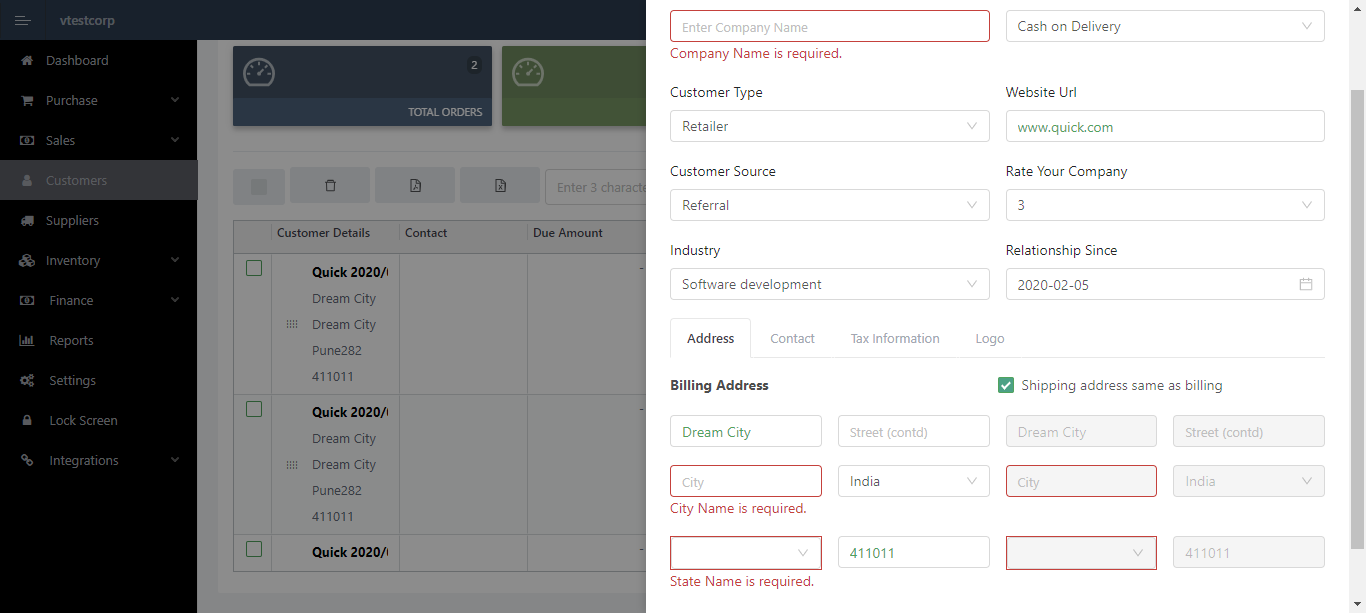 vtestcorp
Dashboard
Purchase
Sales
Customers
Suppliers
Inventory
Finance
Reports
Settings
Lock Screen
Integrations
2
TOTAL ORDERS
Enter 3 characte
Customer Details Contact Due Amount
Quick 2020/
Dream City
Dream City
Pune282
411011
-
Quick 2020/
Dream City
Dream City
Pune282
411011
-
Quick 2020/
-
Enter Company Name Cash on Delivery
Company Name is required.
Customer Type Website Url
Retailer www.quick.com
Customer Source Rate Your Company
Referral 3
Industry Relationship Since
Software development 2020-02-05
Address Contact Tax Information Logo
Billing Address Shipping address same as billing
Dream City Street (contd) Dream City Street (contd)
City India City India
City Name is required.
411011 411011
State Name is required.